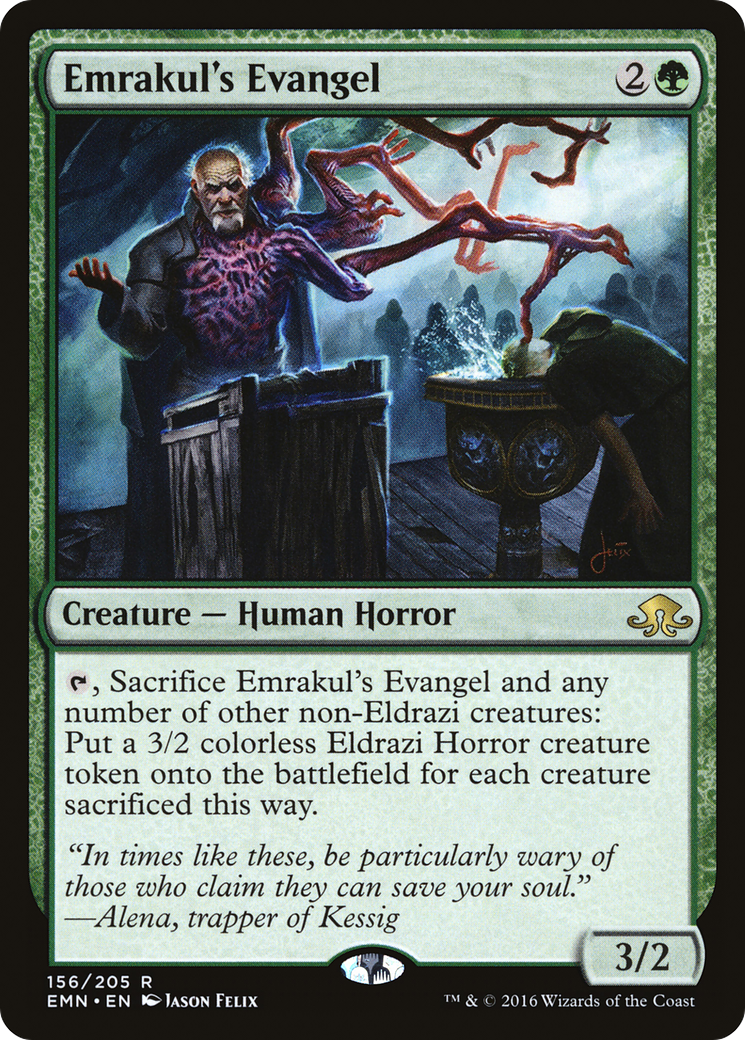 Emrakul's Evangel 2
Jelix
Creature — Human Horror
, Sacrifice Emrakul's Evangel and any
number of other non-Eldrazi creatures:
Put a 3/2 colorless Eldrazi Horror creature
token onto the battlefield for each creature
sacrificed this way.
“In times like these, be particularly wary of
those who claim they can save your soul.”
—Alena, trapper of Kessig
3/2
156/205 R
EMN • EN Jason Felix
™ & © 2016 Wizards of the Coast